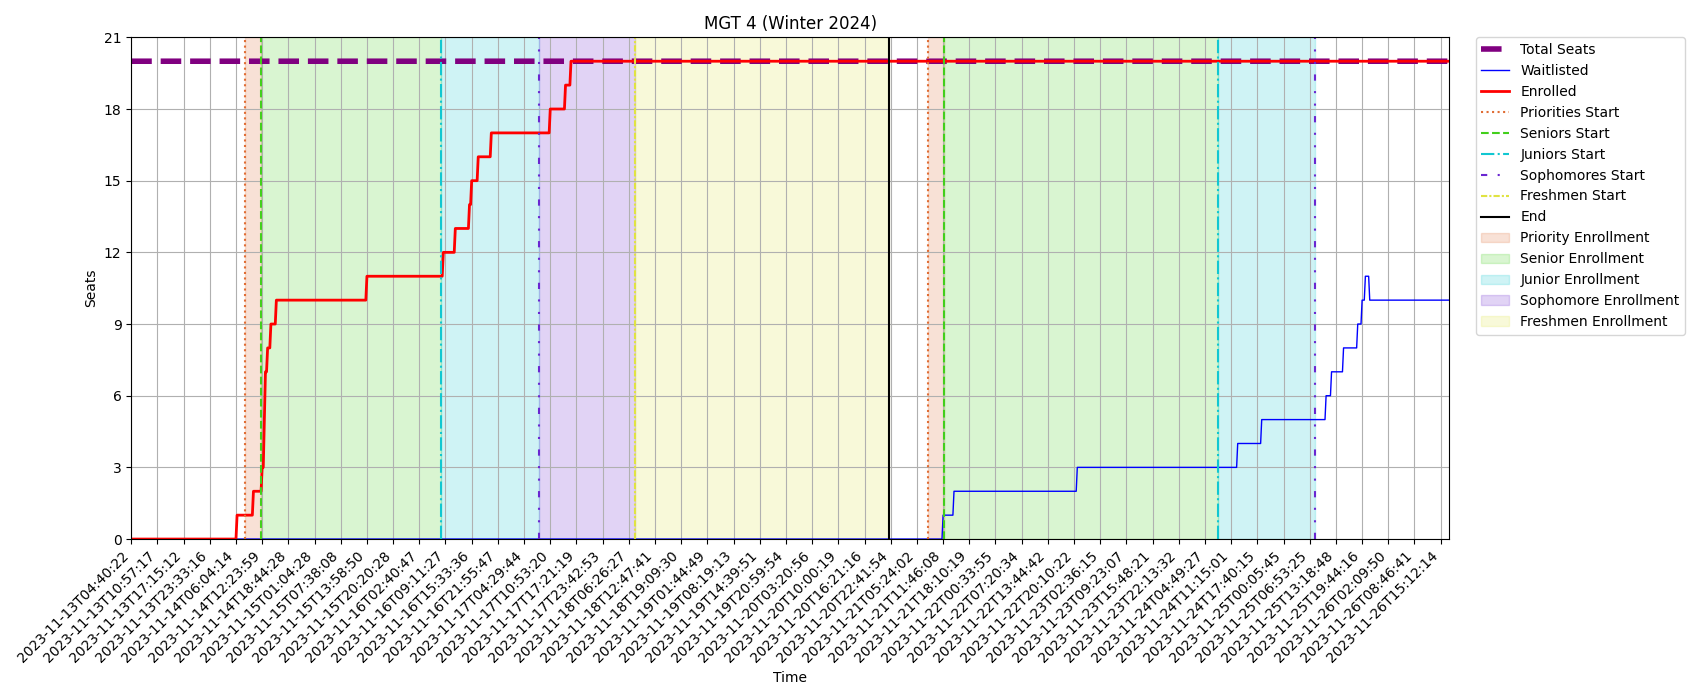 MGT 4 (Winter 2024)
21
18
15
12
9
6
3
0
Seats
2023-11-13T04:40:22
2023-11-13T10:57:17
2023-11-13T17:15:12
2023-11-13T23:33:16
2023-11-14T06:04:14
2023-11-14T12:23:59
2023-11-14T18:44:28
2023-11-15T01:04:28
2023-11-15T07:38:08
2023-11-15T13:58:50
2023-11-15T20:20:28
2023-11-16T02:40:47
2023-11-16T09:11:27
2023-11-16T15:33:36
2023-11-16T21:55:47
2023-11-17T04:29:44
2023-11-17T10:53:20
2023-11-17T17:21:19
2023-11-17T23:42:53
2023-11-18T06:26:27
2023-11-18T12:47:41
2023-11-18T19:09:30
2023-11-19T01:44:49
2023-11-19T08:19:13
2023-11-19T14:39:51
2023-11-19T20:59:54
2023-11-20T03:20:56
2023-11-20T10:00:19
2023-11-20T16:21:16
2023-11-20T22:41:54
2023-11-21T05:24:02
2023-11-21T11:46:08
2023-11-21T18:10:19
2023-11-22T00:33:55
2023-11-22T07:20:34
2023-11-22T13:44:42
2023-11-22T20:10:22
2023-11-23T02:36:15
2023-11-23T09:23:07
2023-11-23T15:48:21
2023-11-23T22:13:32
2023-11-24T04:49:27
2023-11-24T11:15:01
2023-11-24T17:40:15
2023-11-25T00:05:45
2023-11-25T06:53:25
2023-11-25T13:18:48
2023-11-25T19:44:16
2023-11-26T02:09:50
2023-11-26T08:46:41
2023-11-26T15:12:14
Time
Total Seats
Waitlisted
Enrolled
Priorities Start
Seniors Start
Juniors Start
Sophomores Start
Freshmen Start
End
Priority Enrollment
Senior Enrollment
Junior Enrollment
Sophomore Enrollment
Freshmen Enrollment